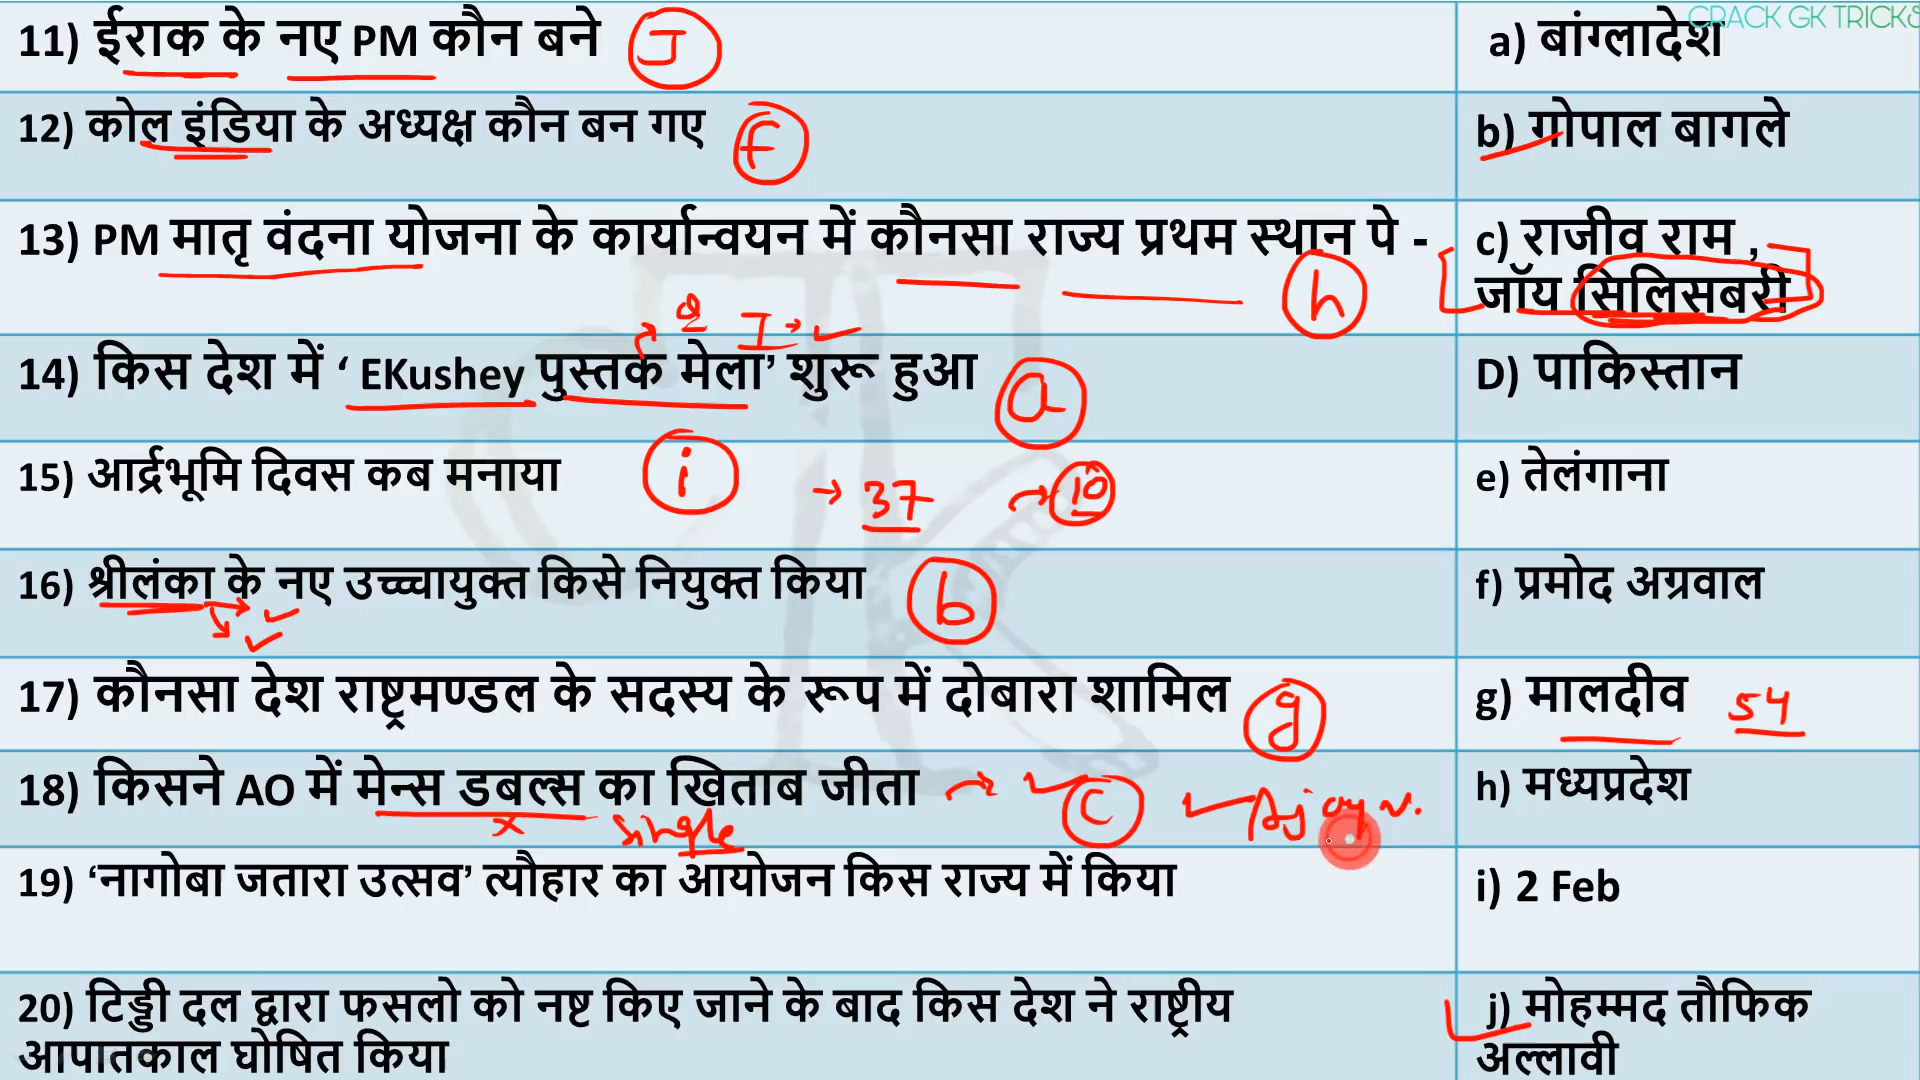 CRACK GK TRICKS
11) ईराक के नए PM कौन बने J
a) बांग्लादेश
12) कोल इंडिया के अध्यक्ष कौन बन गए F
b) गोपाल बागले
13) PM मातृ वंदना योजना के कार्यान्वयन में कौनसा राज्य प्रथम स्थान पे - h
c) राजीव राम ,
जॉय सिलिसबरी
14) किस देश में ‘ EKushey पुस्तक मेला’ शुरू हुआ a
D) पाकिस्तान
15) आर्द्रभूमि दिवस कब मनाया i → 37 10
e) तेलंगाना
16) श्रीलंका के नए उच्चायुक्त किसे नियुक्त किया b
f) प्रमोद अग्रवाल
17) कौनसा देश राष्ट्रमण्डल के सदस्य के रूप में दोबारा शामिल g
g) मालदीव 54
18) किसने AO में मेन्स डबल्स का खिताब जीता → C
x single
h) मध्यप्रदेश
19) ‘नागोबा जतारा उत्सव’ त्यौहार का आयोजन किस राज्य में किया
i) 2 Feb
20) टिड्डी दल द्वारा फसलो को नष्ट किए जाने के बाद किस देश ने राष्ट्रीय
आपातकाल घोषित किया
j) मोहम्मद तौफिक
अल्लावी